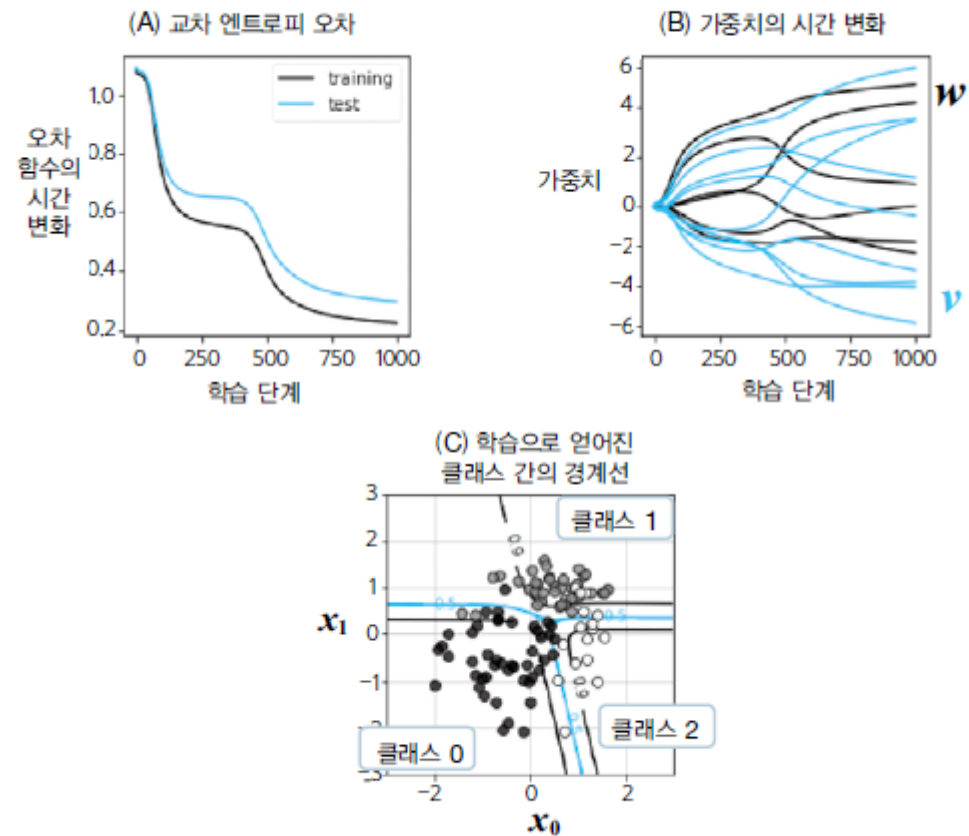 (A) 교차 엔트로피 오차
1.0
0.8
0.6
0.4
0.2
오차
함수의
시간
변화
training
test
0 250 500 750 1000
학습 단계
(B) 가중치의 시간 변화
6
4
2
0
−2
−4
−6
가중치
w
v
0 250 500 750 1000
학습 단계
(C) 학습으로 얻어진
클래스 간의 경계선
3
2
1
0
−1
x₁
클래스 1
0.5
0.5
클래스 2
클래스 0
−2 0 2
x₀